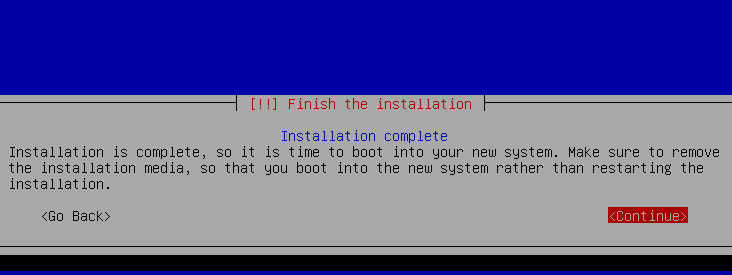 [!!] Finish the installation
Installation complete
Installation is complete, so it is time to boot into your new system. Make sure to remove
the installation media, so that you boot into the new system rather than restarting the
installation.
<Go Back> <Continue>